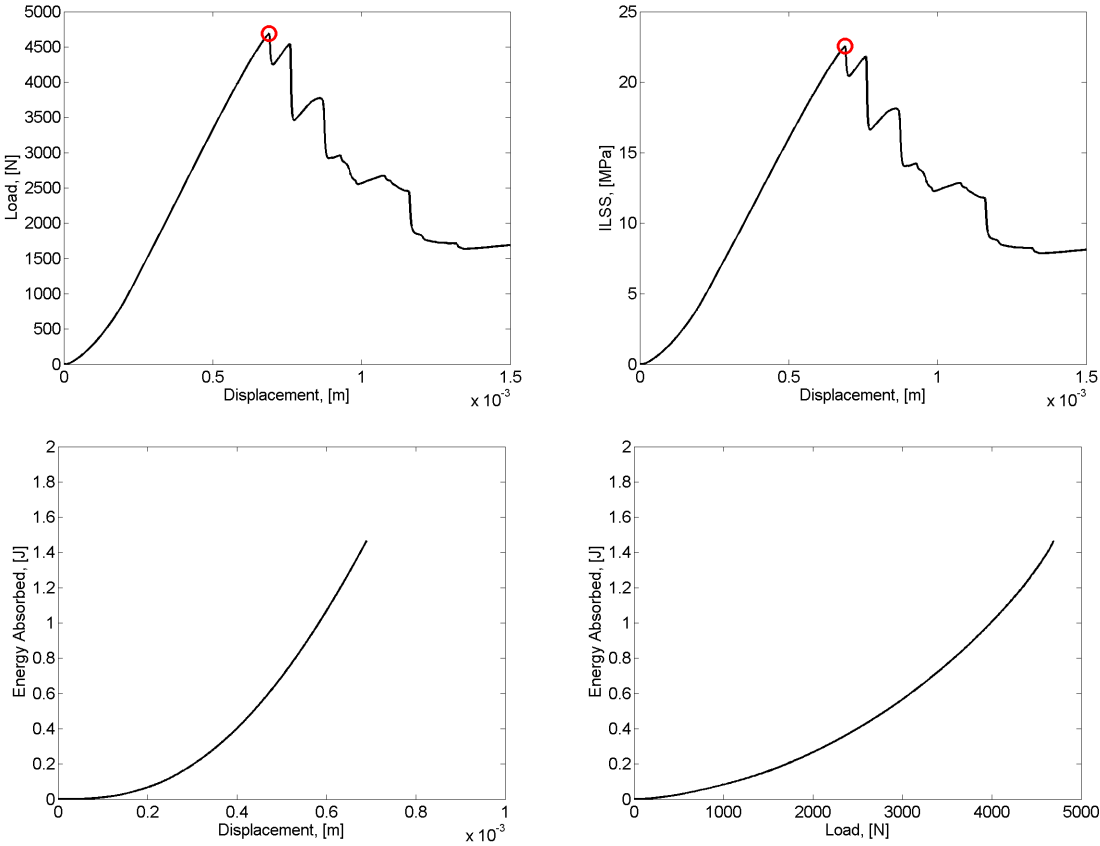 5000
4500
4000
3500
3000
2500
2000
1500
1000
500
0
Load, [N]
0 0.5 1 1.5
Displacement, [m]
x 10-3
25
20
15
10
5
0
ILSS, [MPa]
0 0.5 1 1.5
Displacement, [m]
x 10-3
2
1.8
1.6
1.4
1.2
1
0.8
0.6
0.4
0.2
0
Energy Absorbed, [J]
0 0.2 0.4 0.6 0.8 1
Displacement, [m]
x 10-3
2
1.8
1.6
1.4
1.2
1
0.8
0.6
0.4
0.2
0
Energy Absorbed, [J]
0 1000 2000 3000 4000 5000
Load, [N]